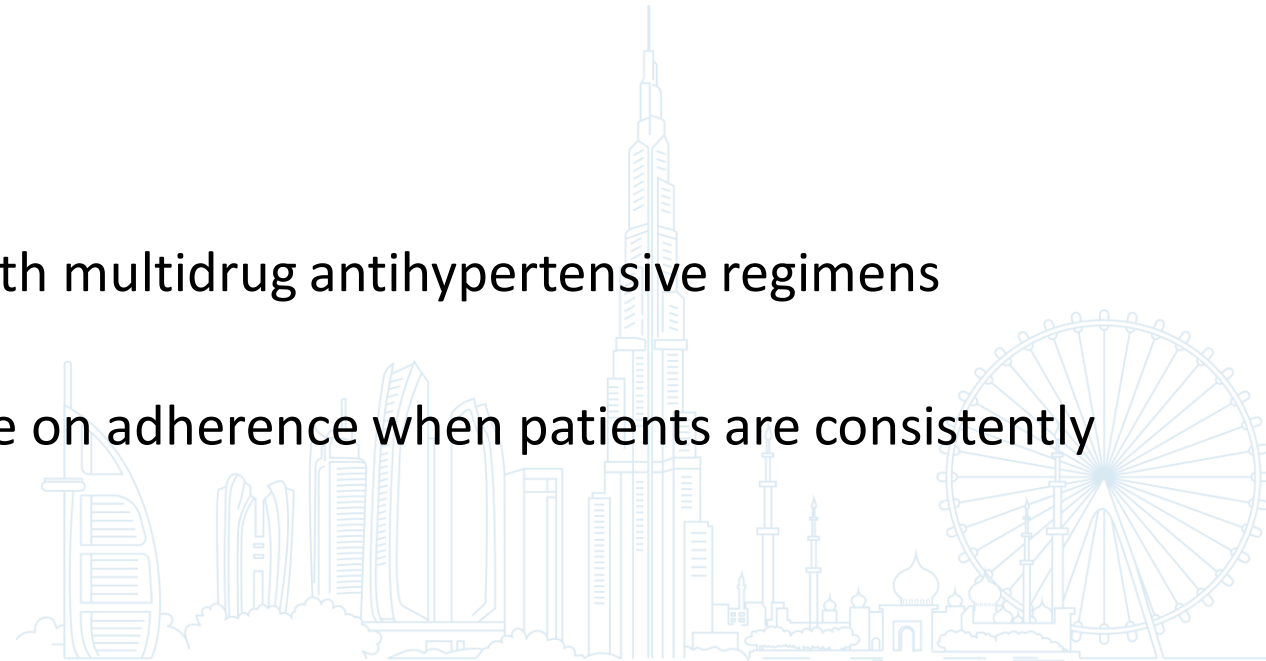 th multidrug antihypertensive regimens
e on adherence when patients are consistently